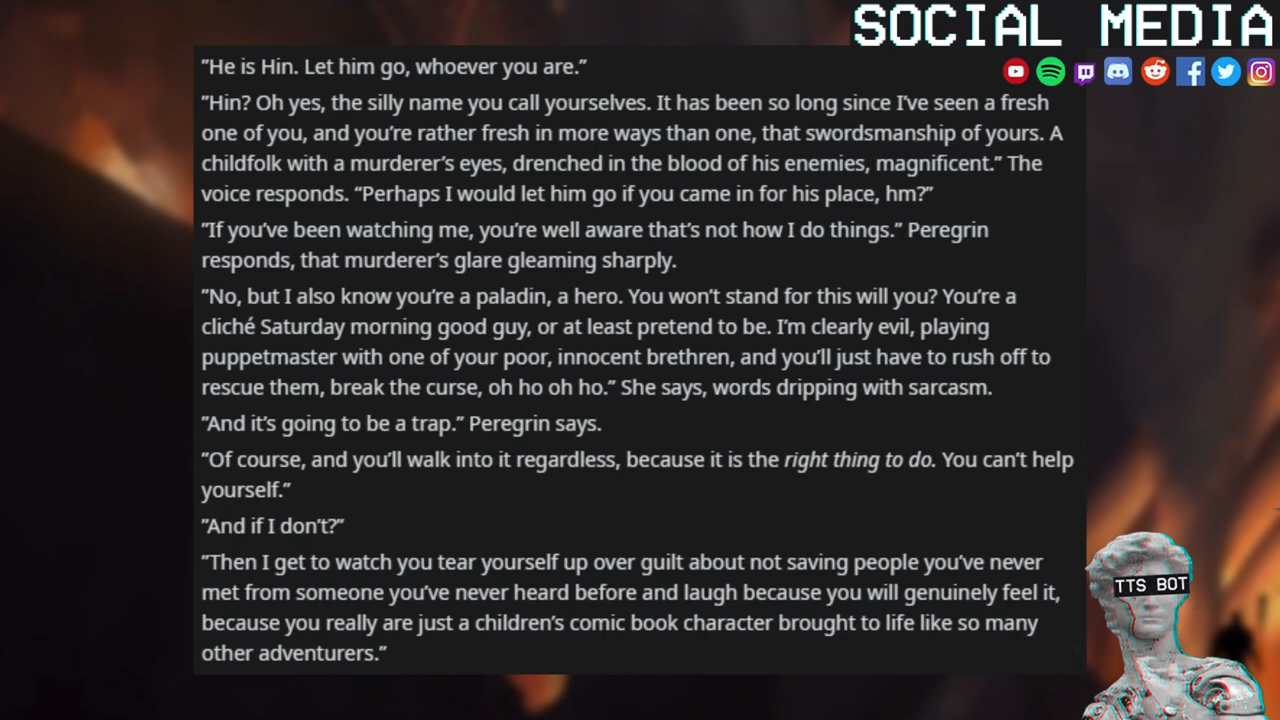 SOCIAL MEDIA
"He is Hin. Let him go, whoever you are."
"Hin? Oh yes, the silly name you call yourselves. It has been so long since I've seen a fresh
one of you, and you're rather fresh in more ways than one, that swordsmanship of yours. A
childfolk with a murderer's eyes, drenched in the blood of his enemies, magnificent." The
voice responds. "Perhaps I would let him go if you came in for his place, hm?"
"If you've been watching me, you're well aware that's not how I do things." Peregrin
responds, that murderer's glare gleaming sharply.
"No, but I also know you're a paladin, a hero. You won't stand for this will you? You're a
cliché Saturday morning good guy, or at least pretend to be. I'm clearly evil, playing
puppetmaster with one of your poor, innocent brethren, and you'll just have to rush off to
rescue them, break the curse, oh ho oh ho." She says, words dripping with sarcasm.
"And it's going to be a trap." Peregrin says.
"Of course, and you'll walk into it regardless, because it is the right thing to do. You can't help
yourself."
"And if I don't?"
"Then I get to watch you tear yourself up over guilt about not saving people you've never
met from someone you've never heard before and laugh because you will genuinely feel it,
because you really are just a children's comic book character brought to life like so many
other adventurers."
TTS BOT